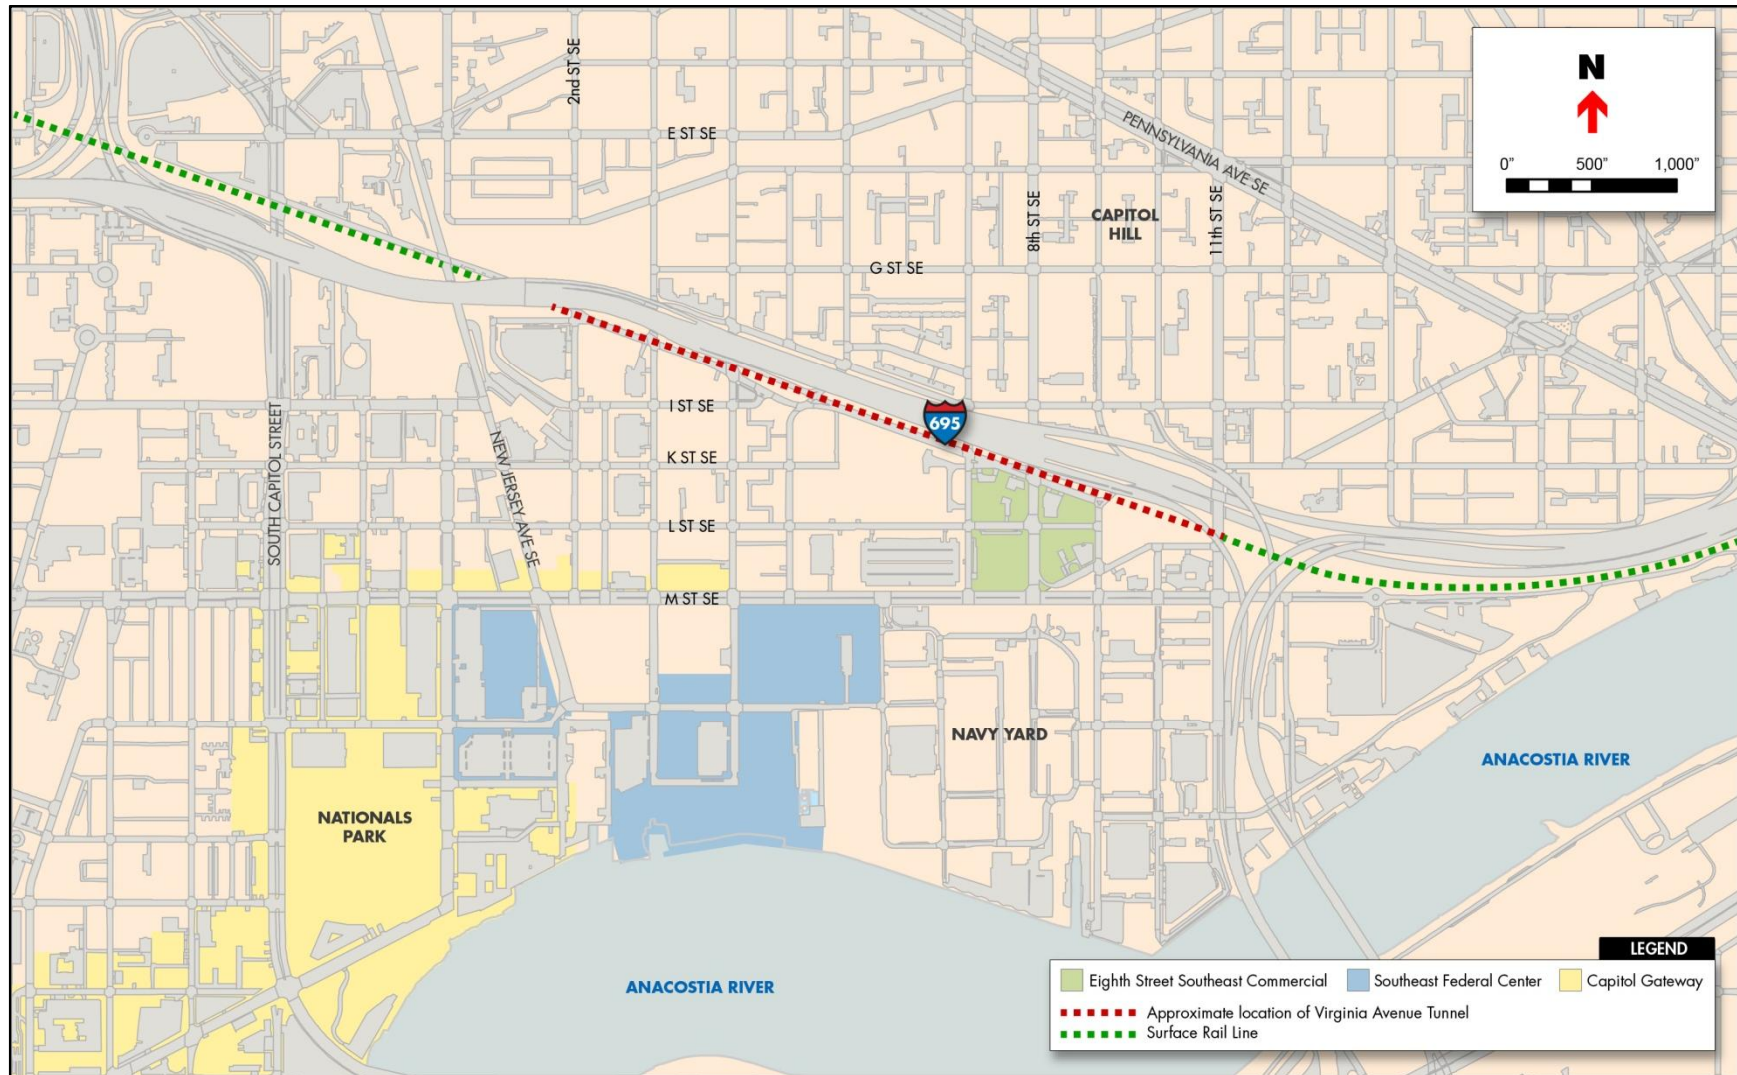 N
0" 500" 1,000"
2nd ST SE
E ST SE
PENNSYLVANIA AVE SE
8th ST SE
CAPITOL
HILL
11th ST SE
G ST SE
I ST SE
695
SOUTH CAPITOL STREET
NEW JERSEY AVE SE
K ST SE
L ST SE
M ST SE
NAVY YARD
ANACOSTIA RIVER
NATIONALS
PARK
ANACOSTIA RIVER
LEGEND
Eighth Street Southeast Commercial Southeast Federal Center Capitol Gateway
Approximate location of Virginia Avenue Tunnel
Surface Rail Line